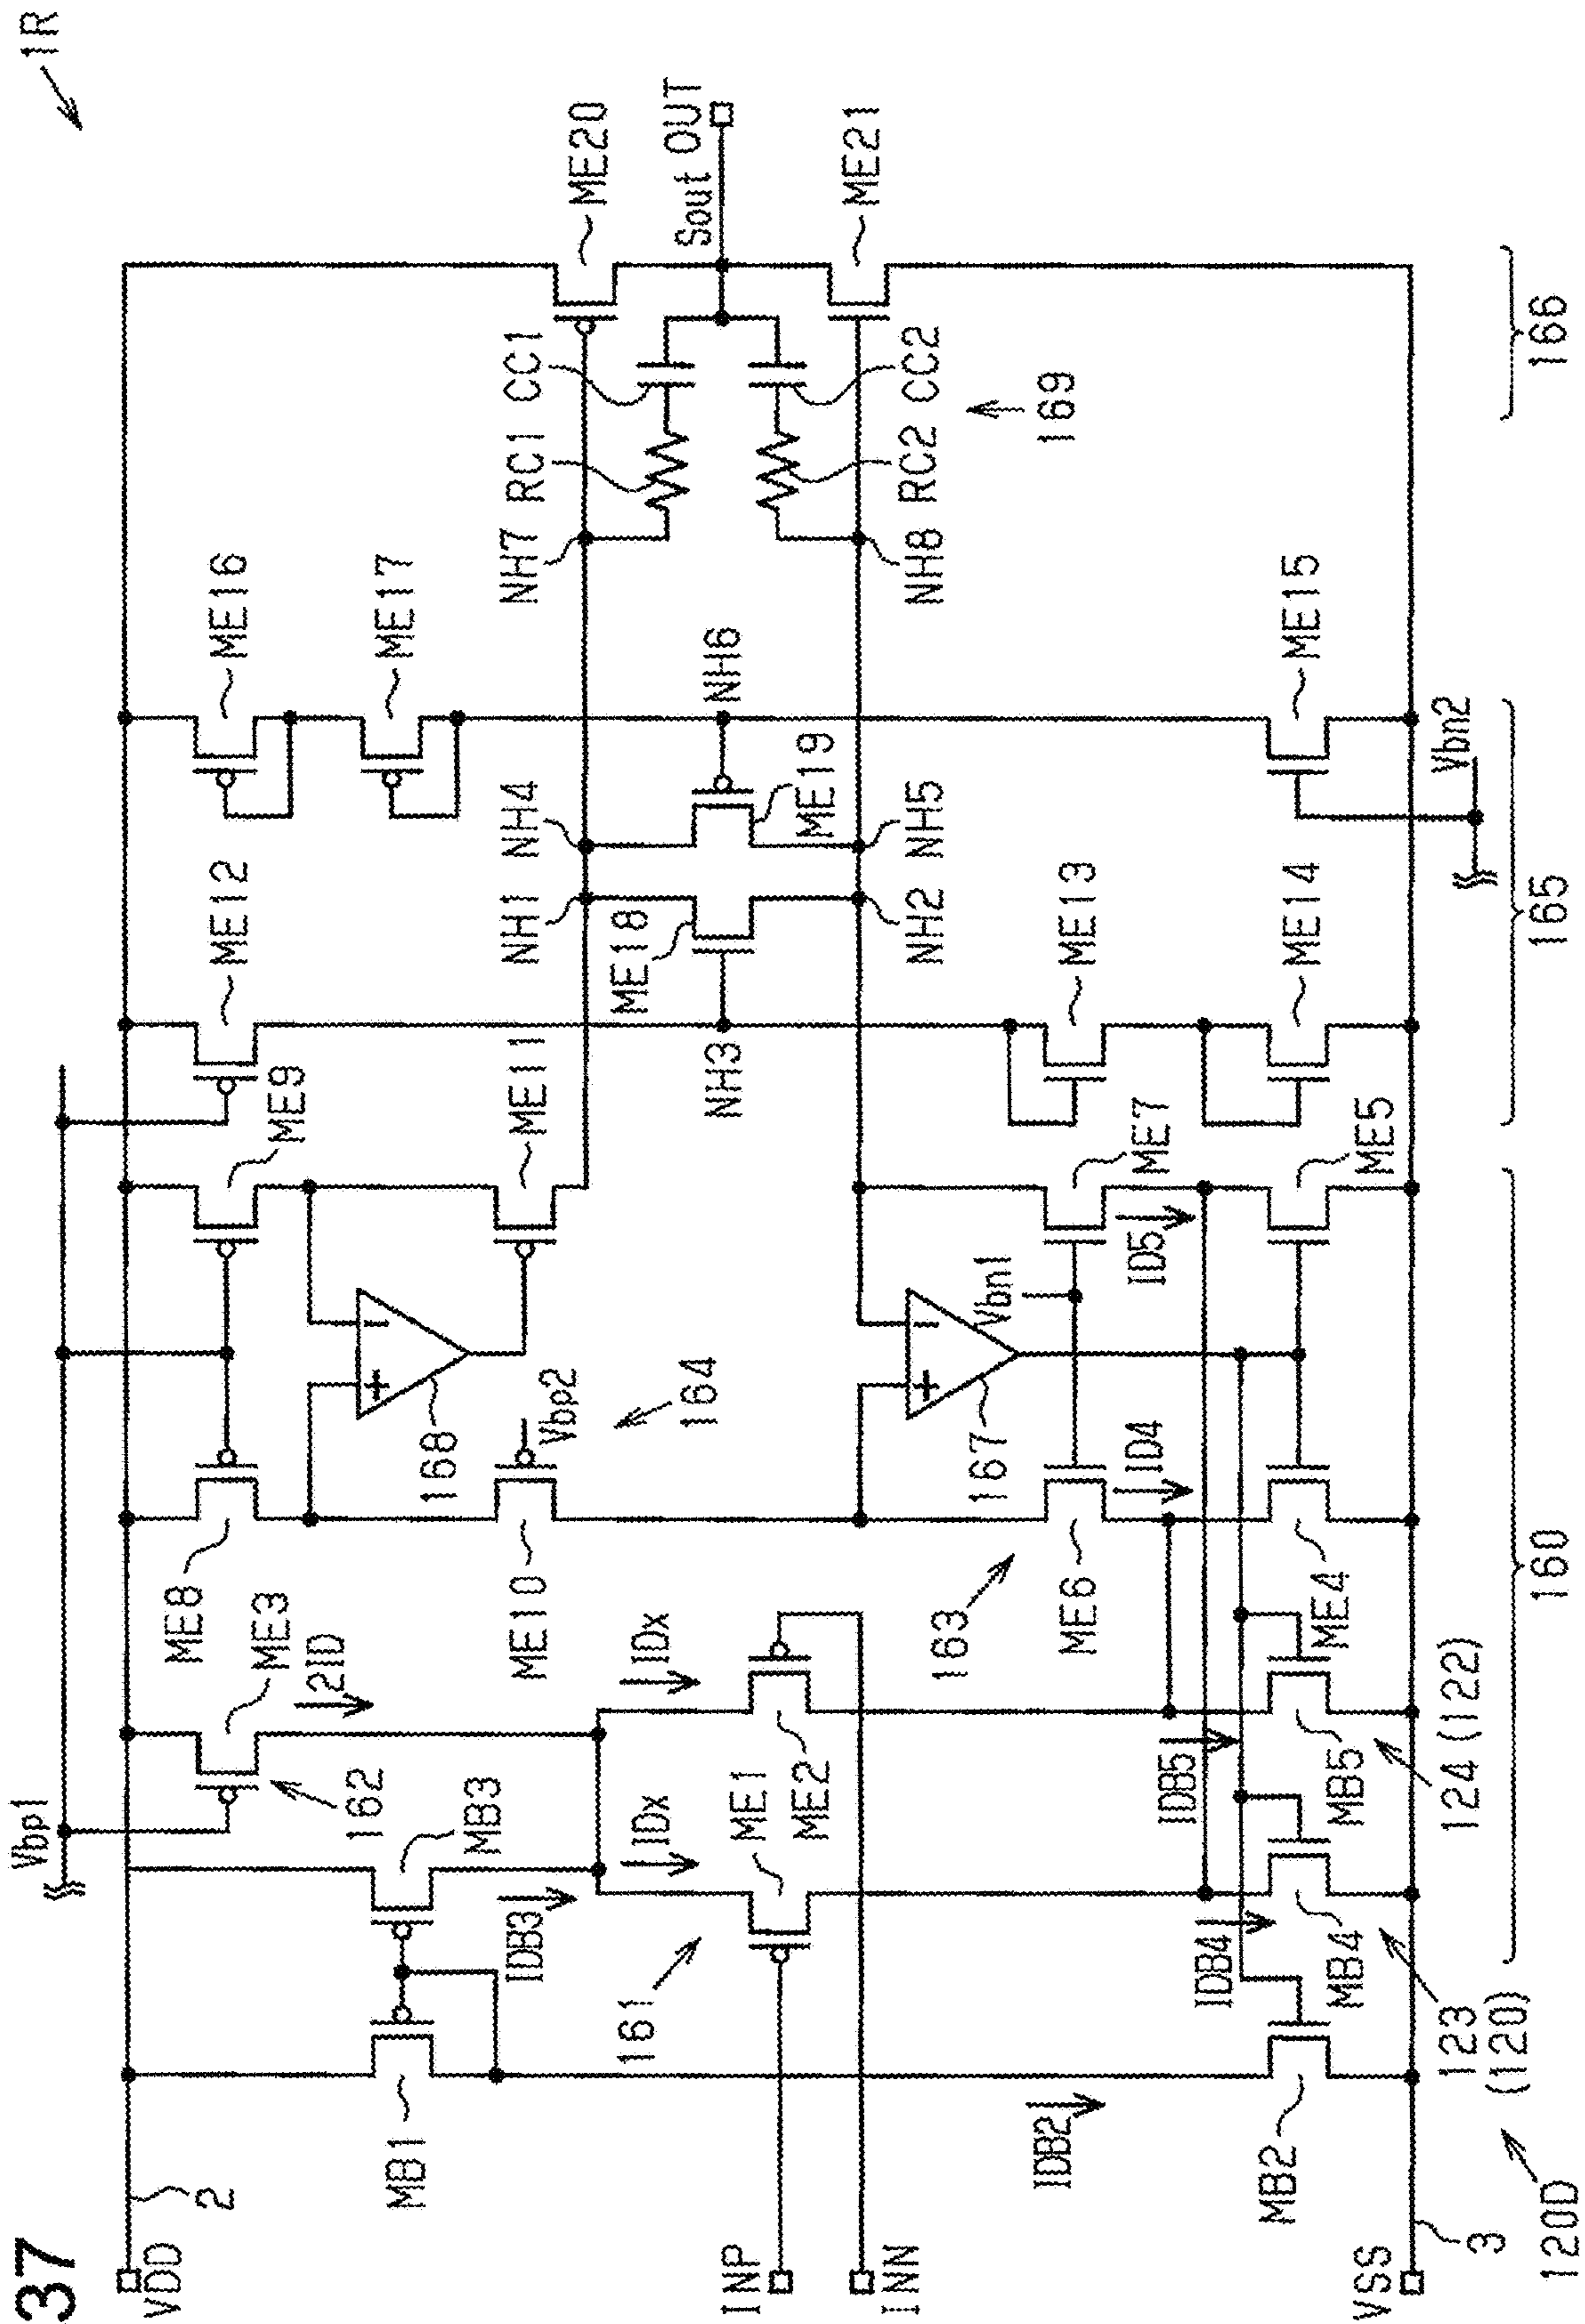 37
1R
Vbp1
VDD
2
MB1
MB3
IDB3
162
ME3
2ID
ME8
ME9
168
Vbp2
ME10
164
ME11
ME12
ME16
ME17
NH1
NH4
NH7
RC1
CC1
ME20
Sout
OUT
INP
INN
161
IDx
IDx
ME1
ME2
163
167
Vbn1
NH3
ME18
ME19
NH6
NH2
NH5
NH8
RC2
CC2
ME21
169
IDB2
IDB4
IDB5
ME6
ID4
ID5
ME7
ME13
MB2
MB4
MB5
ME4
ME5
ME14
ME15
Vbn2
VSS
3
120D
123
(120)
124 (122)
160
165
166